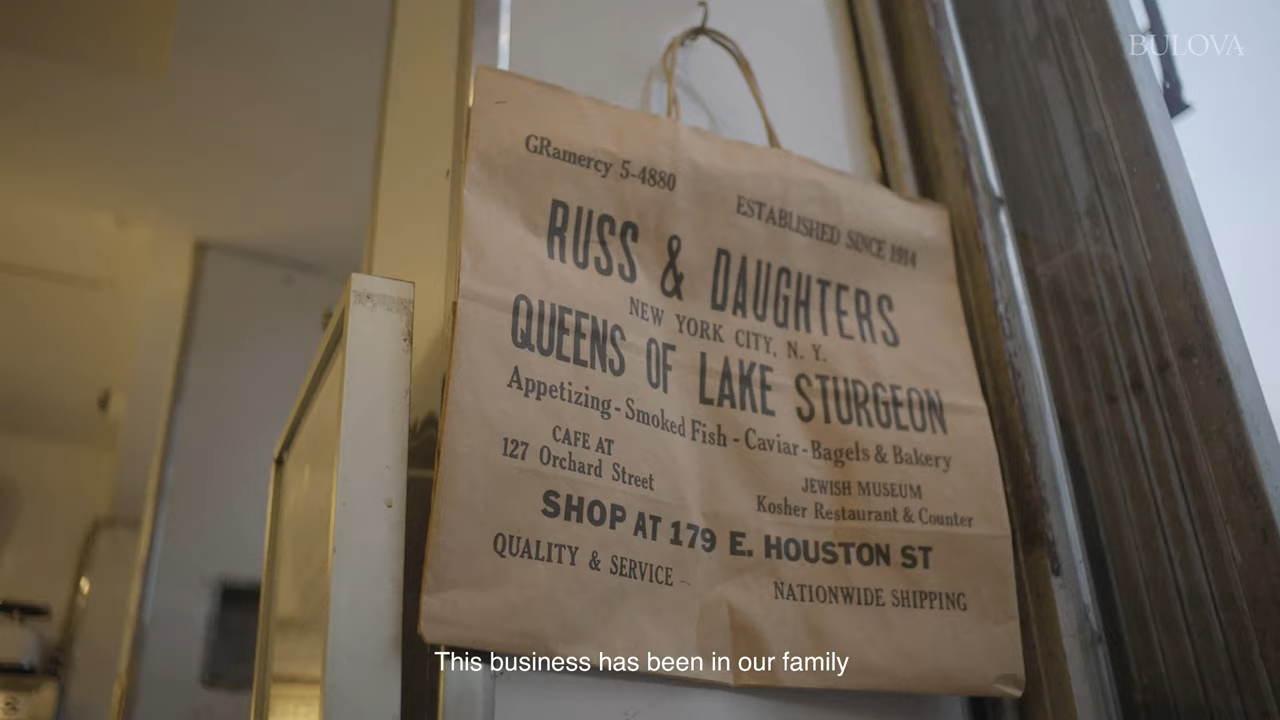 BULOVA
GRamercy 5-4880
ESTABLISHED SINCE 1914
RUSS & DAUGHTERS
NEW YORK CITY, N. Y.
QUEENS OF LAKE STURGEON
Appetizing - Smoked Fish - Caviar - Bagels & Bakery
CAFE AT
127 Orchard Street
JEWISH MUSEUM
Kosher Restaurant & Counter
SHOP AT 179 E. HOUSTON ST
QUALITY & SERVICE –
NATIONWIDE SHIPPING
This business has been in our family